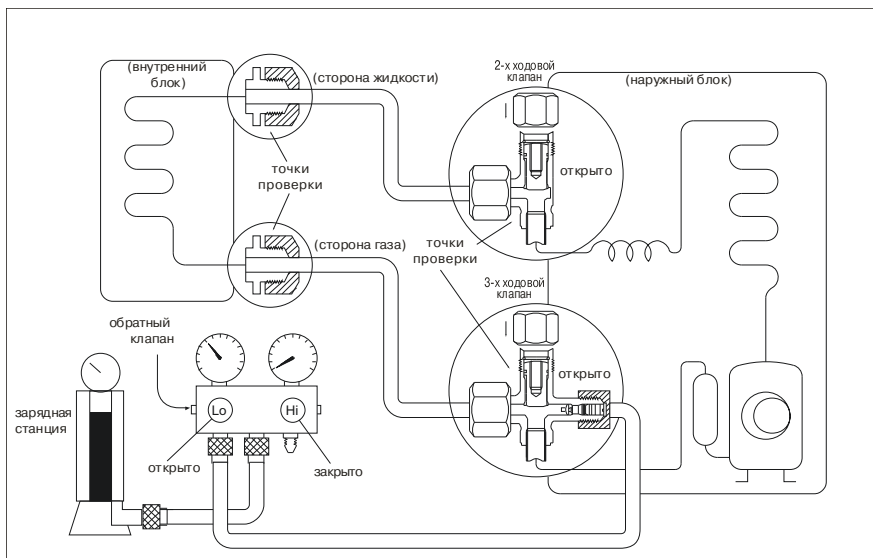 (внутренний
блок)
(сторона жидкости)
2-х ходовой
клапан
(наружный блок)
открыто
точки
проверки
(сторона газа)
точки
проверки
3-х ходовой
клапан
открыто
обратный
клапан
зарядная
станция
Lo
Hi
открыто
закрыто